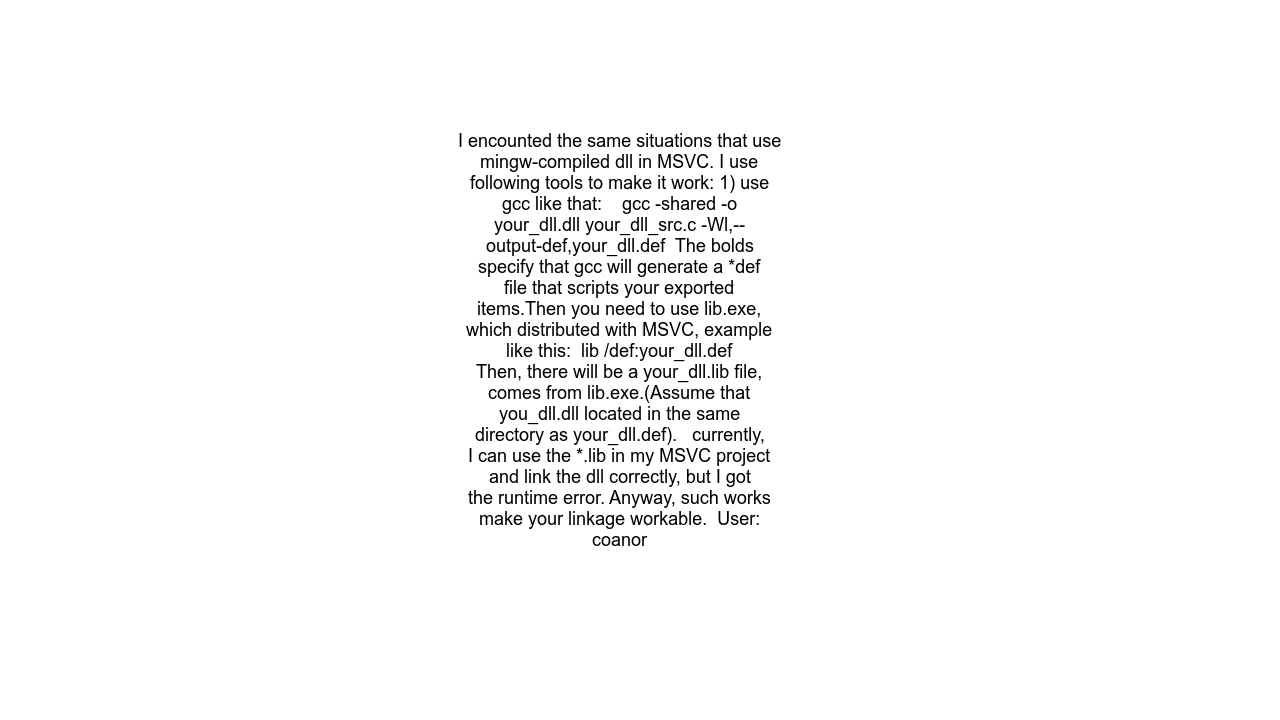 I encounted the same situations that use
mingw-compiled dll in MSVC. I use
following tools to make it work: 1) use
gcc like that:    gcc -shared -o
your_dll.dll your_dll_src.c -Wl,--
output-def,your_dll.def  The bolds
specify that gcc will generate a *def
file that scripts your exported
items.Then you need to use lib.exe,
which distributed with MSVC, example
like this:  lib /def:your_dll.def
Then, there will be a your_dll.lib file,
comes from lib.exe.(Assume that
you_dll.dll located in the same
directory as your_dll.def).   currently,
I can use the *.lib in my MSVC project
and link the dll correctly, but I got
the runtime error. Anyway, such works
make your linkage workable.  User:
coanor